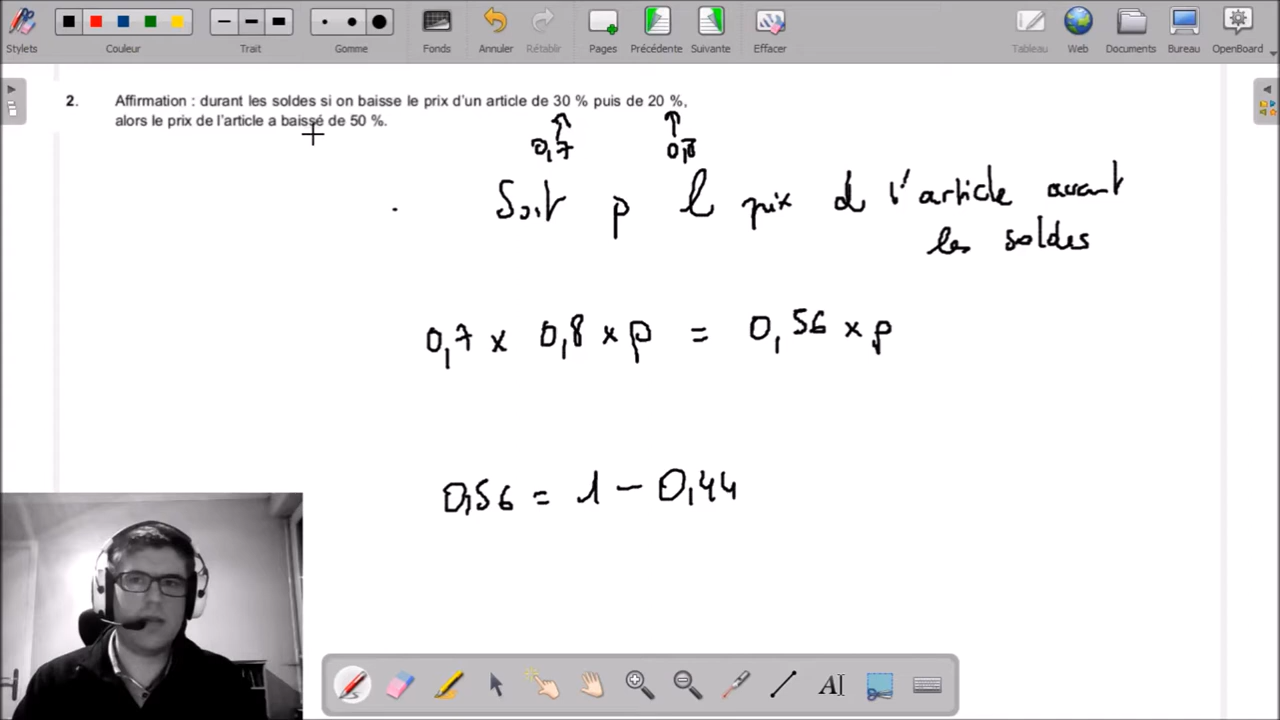 Stylets
Couleur
Trait
Gomme
Fonds
Annuler
Rétablir
Pages
Précédente
Suivante
Effacer
Tableau
Web
Documents
Bureau
OpenBoard
2. Affirmation : durant les soldes si on baisse le prix d'un article de 30 % puis de 20 %,
alors le prix de l'article a baissé de 50 %.
0,7 0,8
Soit p le prix de l'article avant
les soldes
0,7 x 0,8 x p = 0,56 x p
0,56 = 1 - 0,44
AI